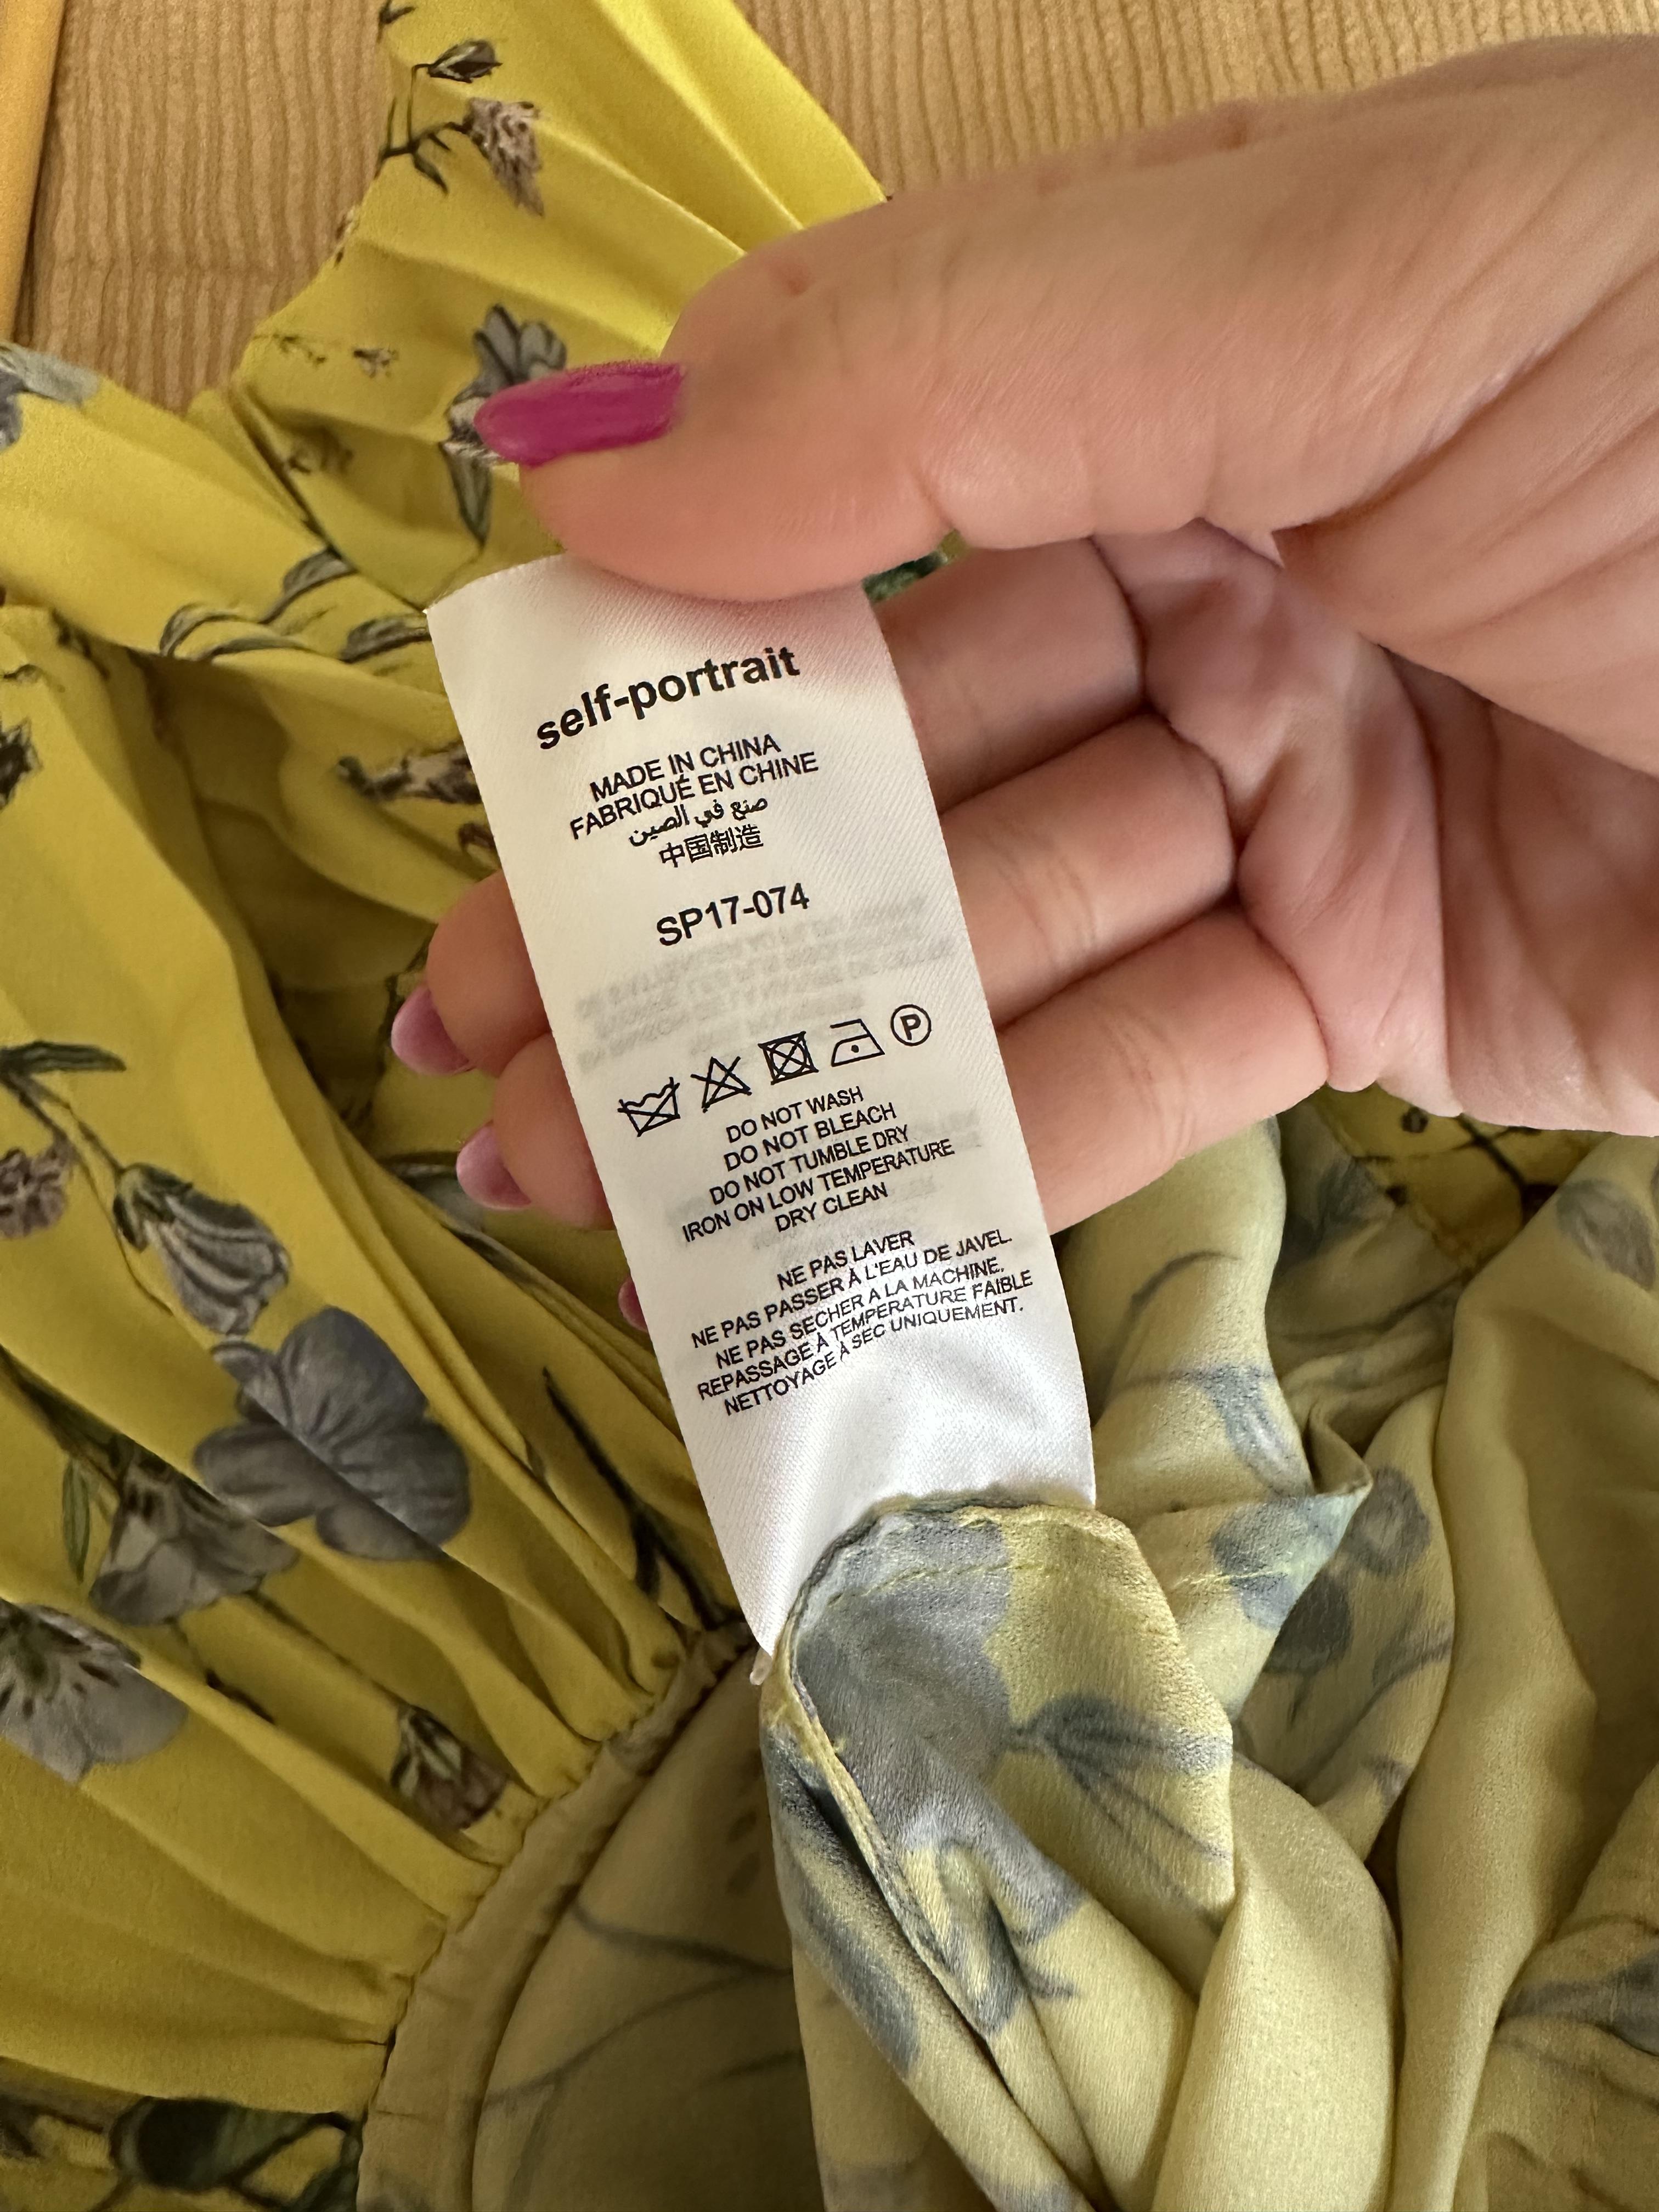 self-portrait
MADE IN CHINA
FABRIQUÉ EN CHINE
صنع في الصين
中国制造
SP17-074
P
DO NOT WASH
DO NOT BLEACH
DO NOT TUMBLE DRY
IRON ON LOW TEMPERATURE
DRY CLEAN
NE PAS LAVER
NE PAS PASSER À L'EAU DE JAVEL.
NE PAS SECHER A LA MACHINE.
REPASSAGE À TEMPERATURE FAIBLE
NETTOYAGE À SEC UNIQUEMENT.